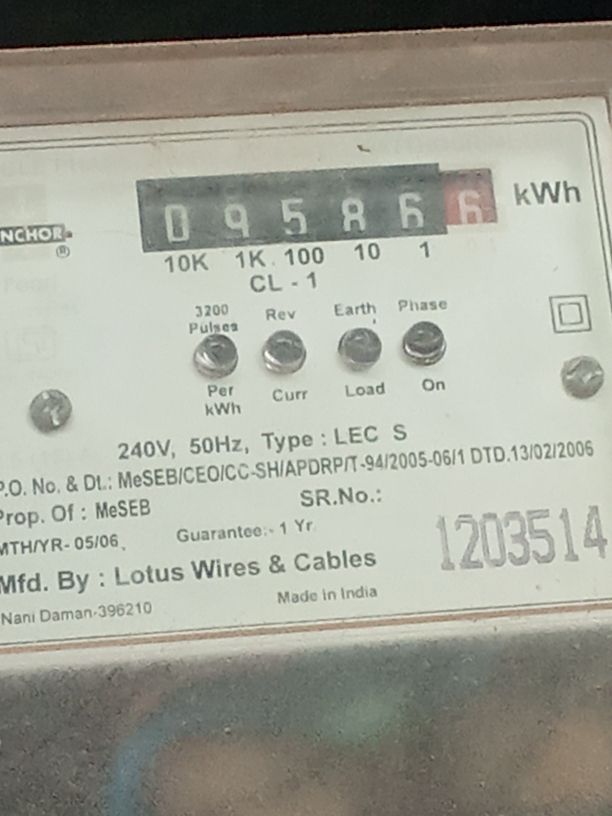 0 9 5 8 6 6 kWh
NCHOR
®
10K 1K 100 10 1
CL - 1
3200 Pulses Rev Earth Phase
Per kWh Curr Load On
240V, 50Hz, Type : LEC S
P.O. No. & Dt.: MeSEB/CEO/CC-SH/APDRP/T-94/2005-06/1 DTD.13/02/2006
Prop. Of : MeSEB SR.No.:
MTH/YR- 05/06, Guarantee:- 1 Yr. 1203514
Mfd. By : Lotus Wires & Cables
Nani Daman-396210 Made in India